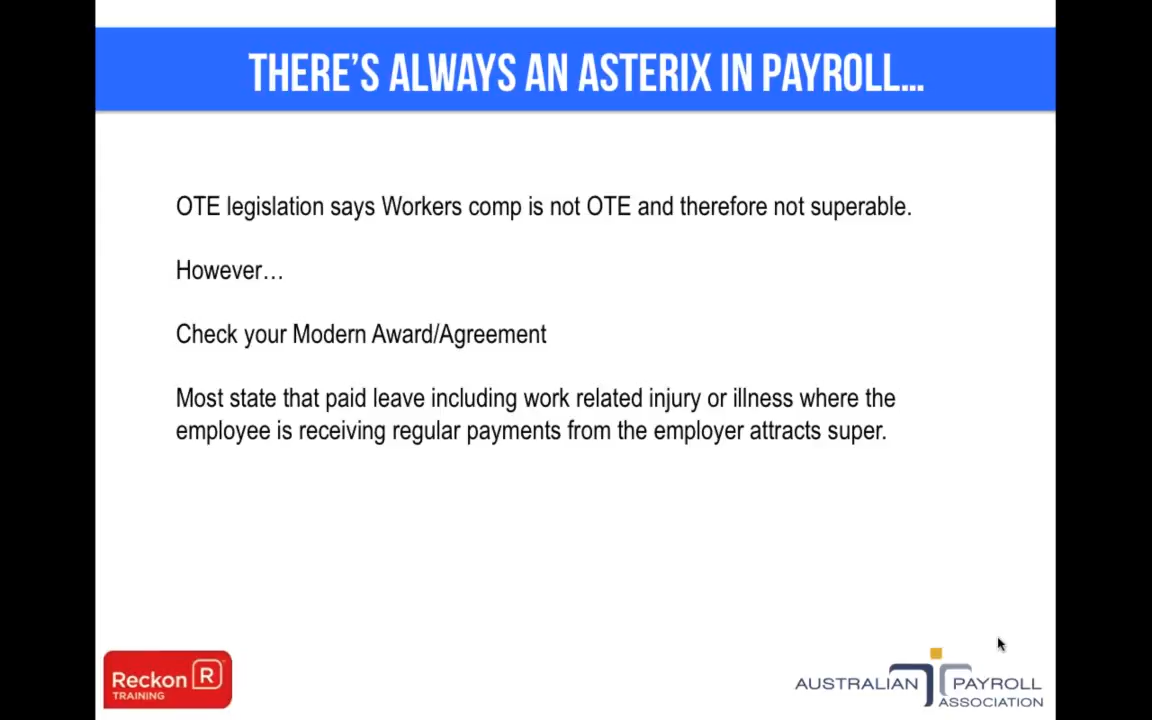 THERE'S ALWAYS AN ASTERIX IN PAYROLL...
OTE legislation says Workers comp is not OTE and therefore not superable.
However…
Check your Modern Award/Agreement
Most state that paid leave including work related injury or illness where the
employee is receiving regular payments from the employer attracts super.
Reckon R
TRAINING
AUSTRALIAN PAYROLL
ASSOCIATION